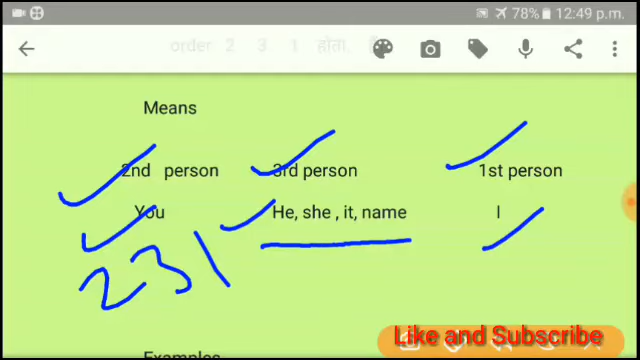 78% 12:49 p.m.
order 2 3 1 होता
Means
2nd person 3rd person 1st person
You He, she , it, name I
231
Like and Subscribe
Examples